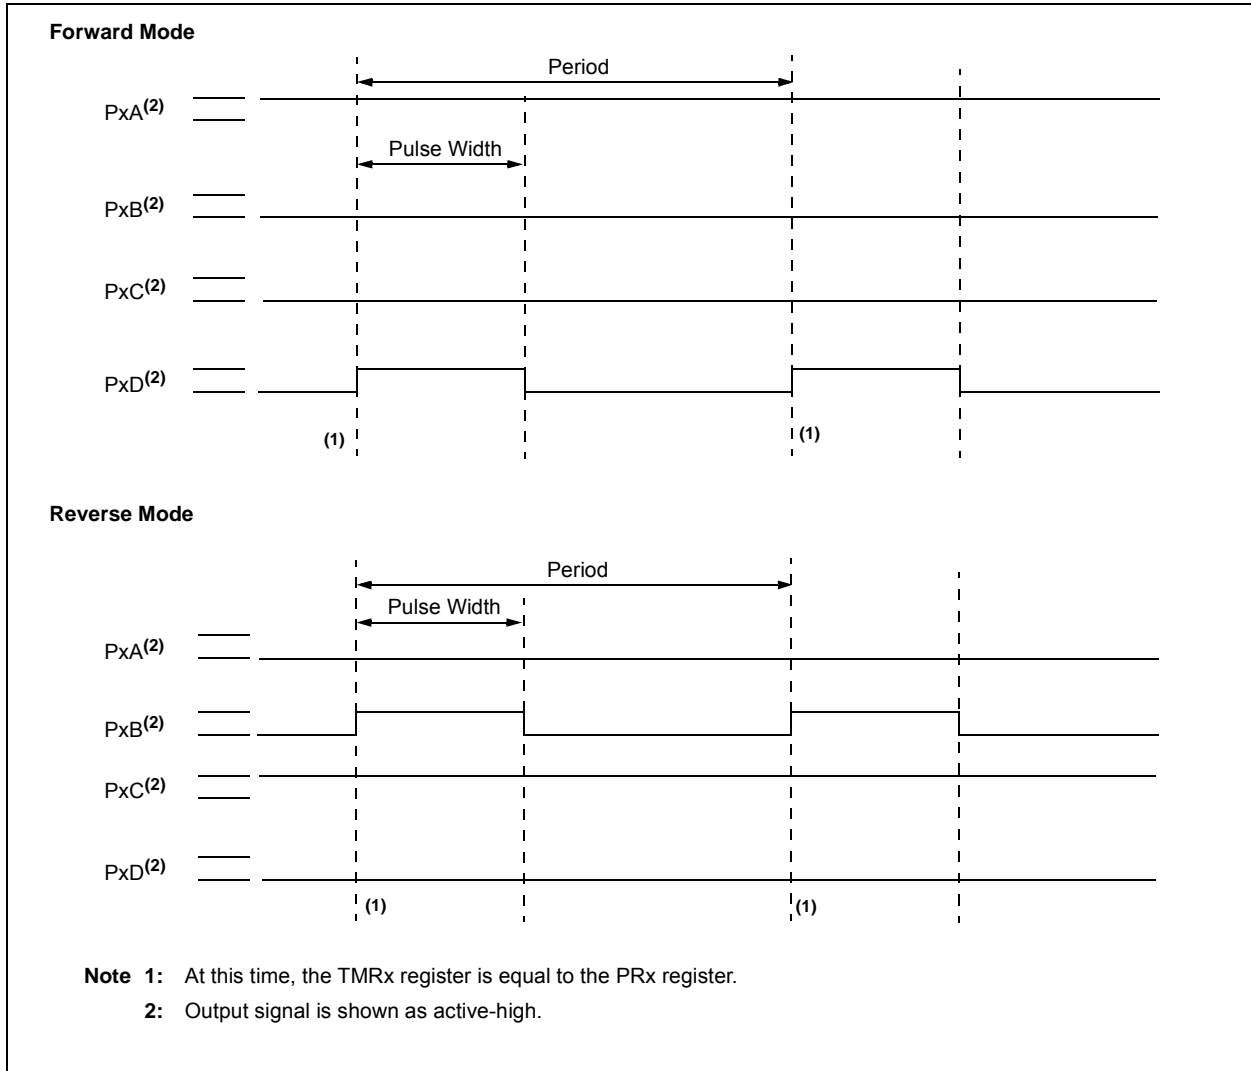 Forward Mode
Period
PxA(2)
Pulse Width
PxB(2)
PxC(2)
PxD(2)
(1)
(1)
Reverse Mode
Period
Pulse Width
PxA(2)
PxB(2)
PxC(2)
PxD(2)
(1)
(1)
Note 1: At this time, the TMRx register is equal to the PRx register.
2: Output signal is shown as active-high.